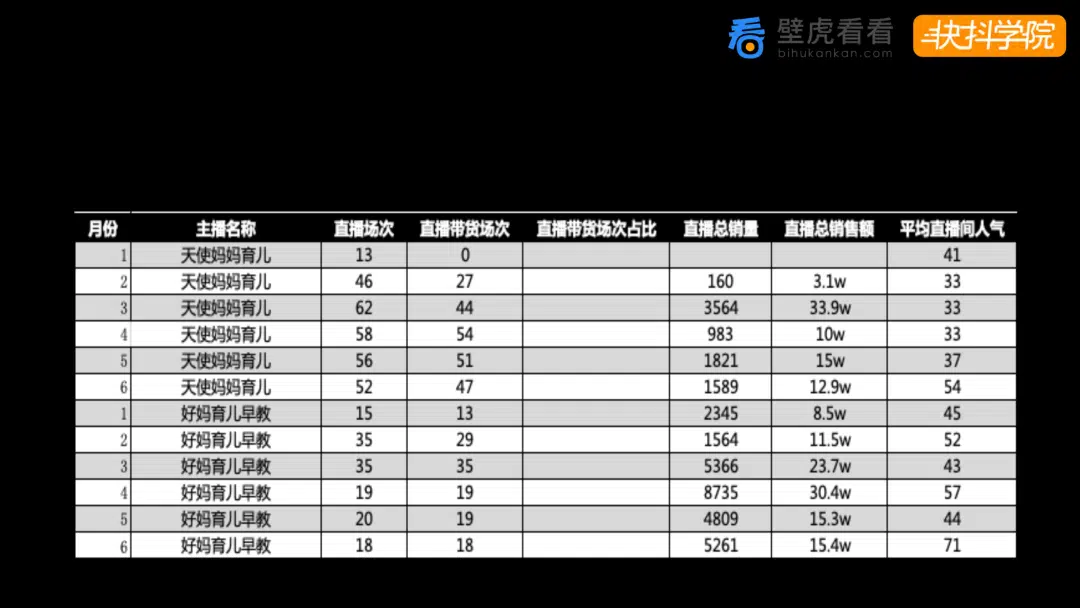 看 壁虎看看 快抖学院
bihukankan.com
月份 主播名称 直播场次 直播带货场次 直播带货场次占比 直播总销量 直播总销售额 平均直播间人气
1 天使妈妈育儿 13 0 41
2 天使妈妈育儿 46 27 160 3.1w 33
3 天使妈妈育儿 62 44 3564 33.9w 33
4 天使妈妈育儿 58 54 983 10w 33
5 天使妈妈育儿 56 51 1821 15w 37
6 天使妈妈育儿 52 47 1589 12.9w 54
1 好妈育儿早教 15 13 2345 8.5w 45
2 好妈育儿早教 35 29 1564 11.5w 52
3 好妈育儿早教 35 35 5366 23.7w 43
4 好妈育儿早教 19 19 8735 30.4w 57
5 好妈育儿早教 20 19 4809 15.3w 44
6 好妈育儿早教 18 18 5261 15.4w 71